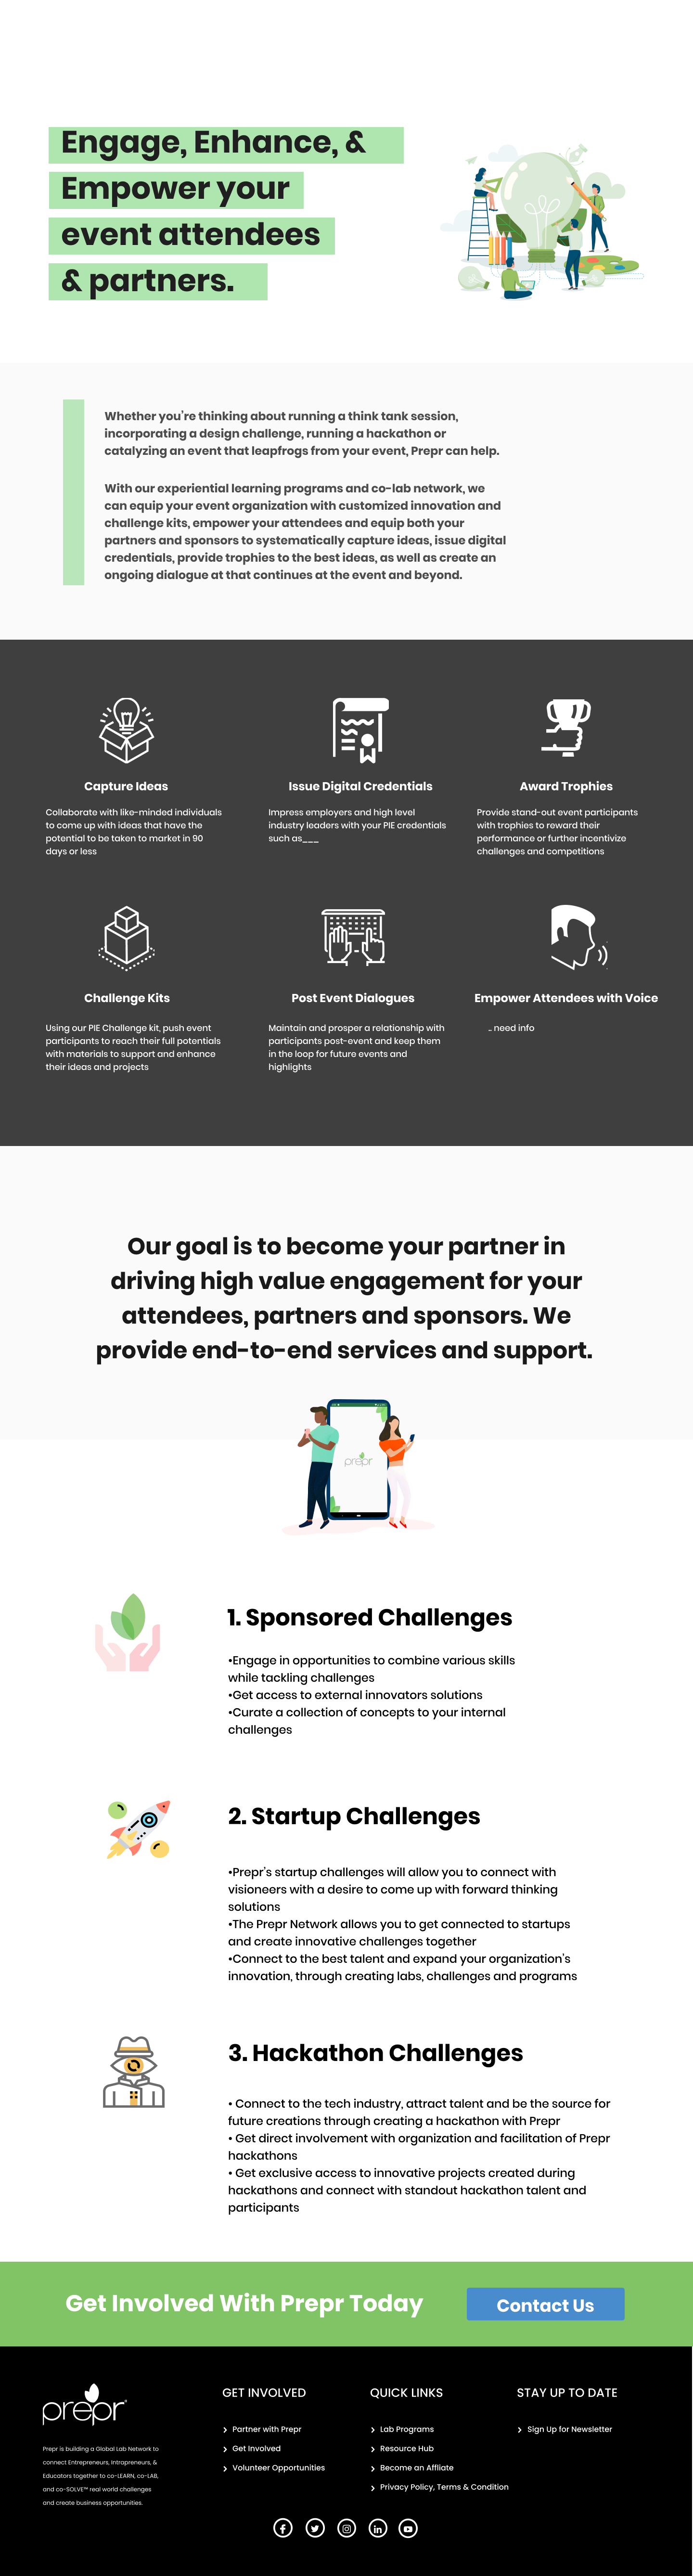 Engage, Enhance, &
Empower your
event attendees
& partners.
Whether you're thinking about running a think tank session,
incorporating a design challenge, running a hackathon or
catalyzing an event that leapfrogs from your event, Prepr can help.
With our experiential learning programs and co-lab network, we
can equip your event organization with customized innovation and
challenge kits, empower your attendees and equip both your
partners and sponsors to systematically capture ideas, issue digital
credentials, provide trophies to the best ideas, as well as create an
ongoing dialogue at that continues at the event and beyond.
Capture Ideas
Collaborate with like-minded individuals
to come up with ideas that have the
potential to be taken to market in 90
days or less
Issue Digital Credentials
Impress employers and high level
industry leaders with your PIE credentials
such as___
Award Trophies
Provide stand-out event participants
with trophies to reward their
performance or further incentivize
challenges and competitions
Challenge Kits
Using our PIE Challenge kit, push event
participants to reach their full potentials
with materials to support and enhance
their ideas and projects
Post Event Dialogues
Maintain and prosper a relationship with
participants post-event and keep them
in the loop for future events and
highlights
Empower Attendees with Voice
.. need info
Our goal is to become your partner in
driving high value engagement for your
attendees, partners and sponsors. We
provide end-to-end services and support.
prepr
1. Sponsored Challenges
•Engage in opportunities to combine various skills
while tackling challenges
•Get access to external innovators solutions
•Curate a collection of concepts to your internal
challenges
2. Startup Challenges
•Prepr's startup challenges will allow you to connect with
visioneers with a desire to come up with forward thinking
solutions
•The Prepr Network allows you to get connected to startups
and create innovative challenges together
•Connect to the best talent and expand your organization's
innovation, through creating labs, challenges and programs
3. Hackathon Challenges
• Connect to the tech industry, attract talent and be the source for
future creations through creating a hackathon with Prepr
• Get direct involvement with organization and facilitation of Prepr
hackathons
• Get exclusive access to innovative projects created during
hackathons and connect with standout hackathon talent and
participants
Get Involved With Prepr Today
Contact Us
prepr
Prepr is building a Global Lab Network to
connect Entrepreneurs, Intrapreneurs, &
Educators together to co-LEARN, co-LAB,
and co-SOLVE™ real world challenges
and create business opportunities.
GET INVOLVED
Partner with Prepr
Get Involved
Volunteer Opportunities
QUICK LINKS
Lab Programs
Resource Hub
Become an Affliate
Privacy Policy, Terms & Condition
STAY UP TO DATE
Sign Up for Newsletter